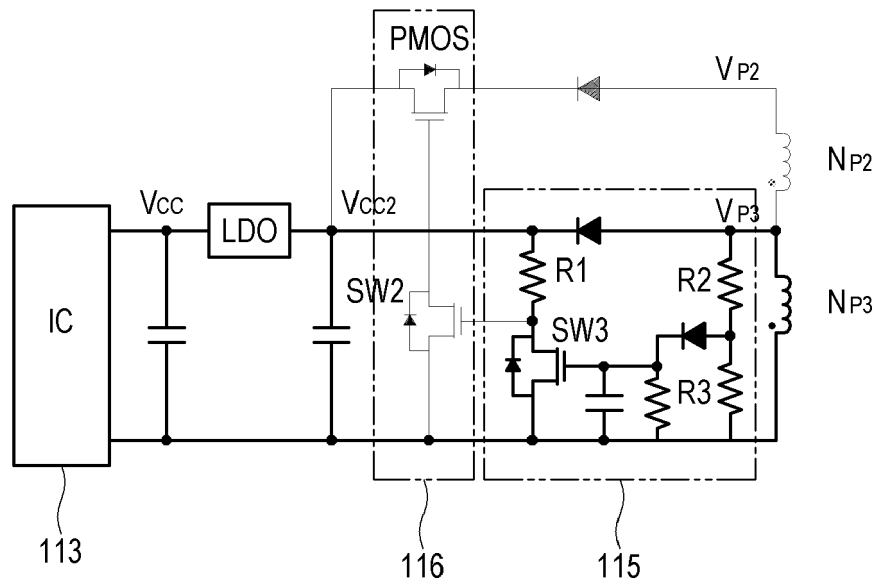 PMOS
VP2
NP2
VCC
LDO
VCC2
VP3
R1
R2
NP3
IC
SW2
SW3
R3
113
116
115